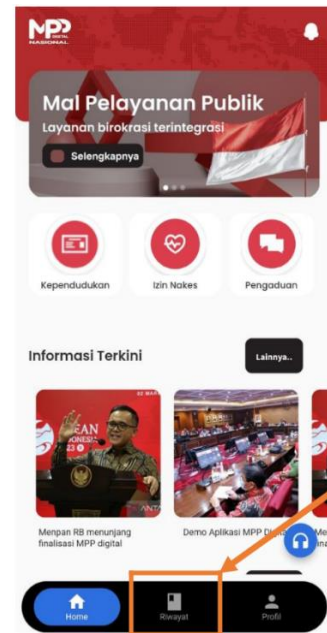 MPP
DIGITAL
NASIONAL
Mal Pelayanan Publik
Layanan birokrasi terintegrasi
Selengkapnya
Kependudukan
Izin Nakes
Pengaduan
Informasi Terkini
Lainnya..
Menpan RB menunjang
finalisasi MPP digital
Demo Aplikasi MPP Digital
Home
Riwayat
Profil